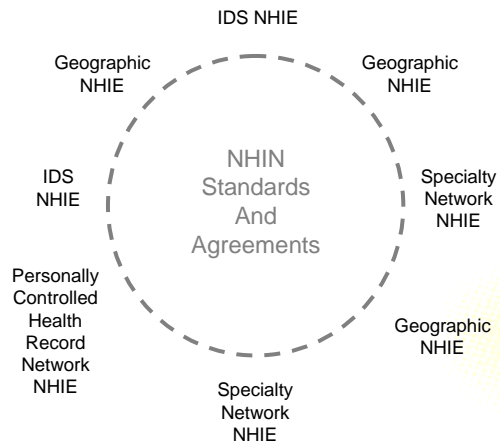 IDS NHIE
Geographic
NHIE
Geographic
NHIE
IDS
NHIE
NHIN
Standards
And
Agreements
Specialty
Network
NHIE
Personally
Controlled
Health
Record
Network
NHIE
Geographic
NHIE
Specialty
Network
NHIE